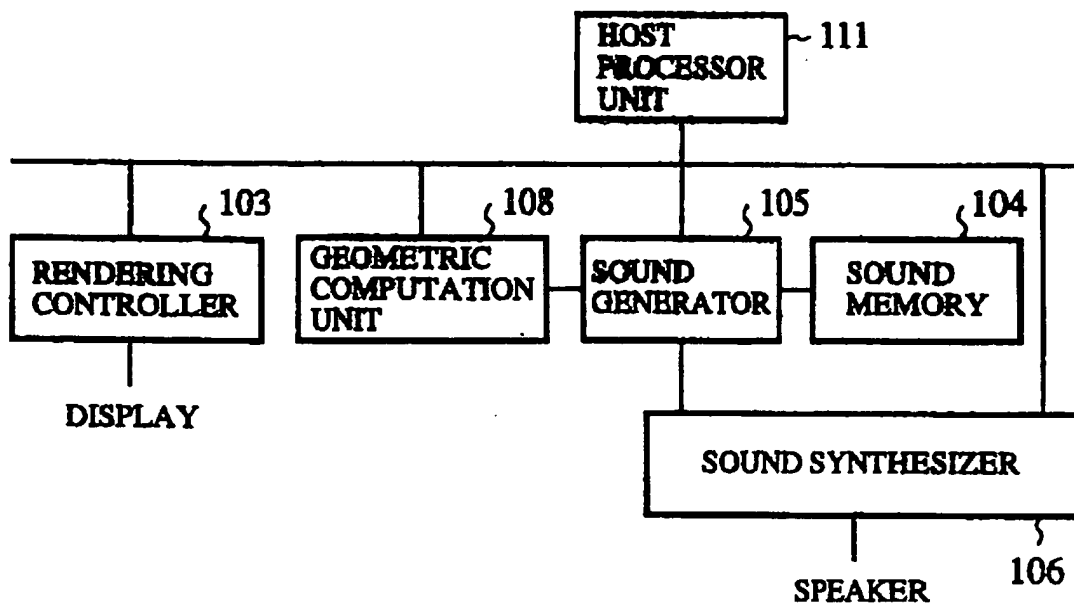 HOST
PROCESSOR
UNIT
111
103
108
105
104
RENDERING
CONTROLLER
GEOMETRIC
COMPUTATION
UNIT
SOUND
GENERATOR
SOUND
MEMORY
DISPLAY
SOUND SYNTHESIZER
106
SPEAKER